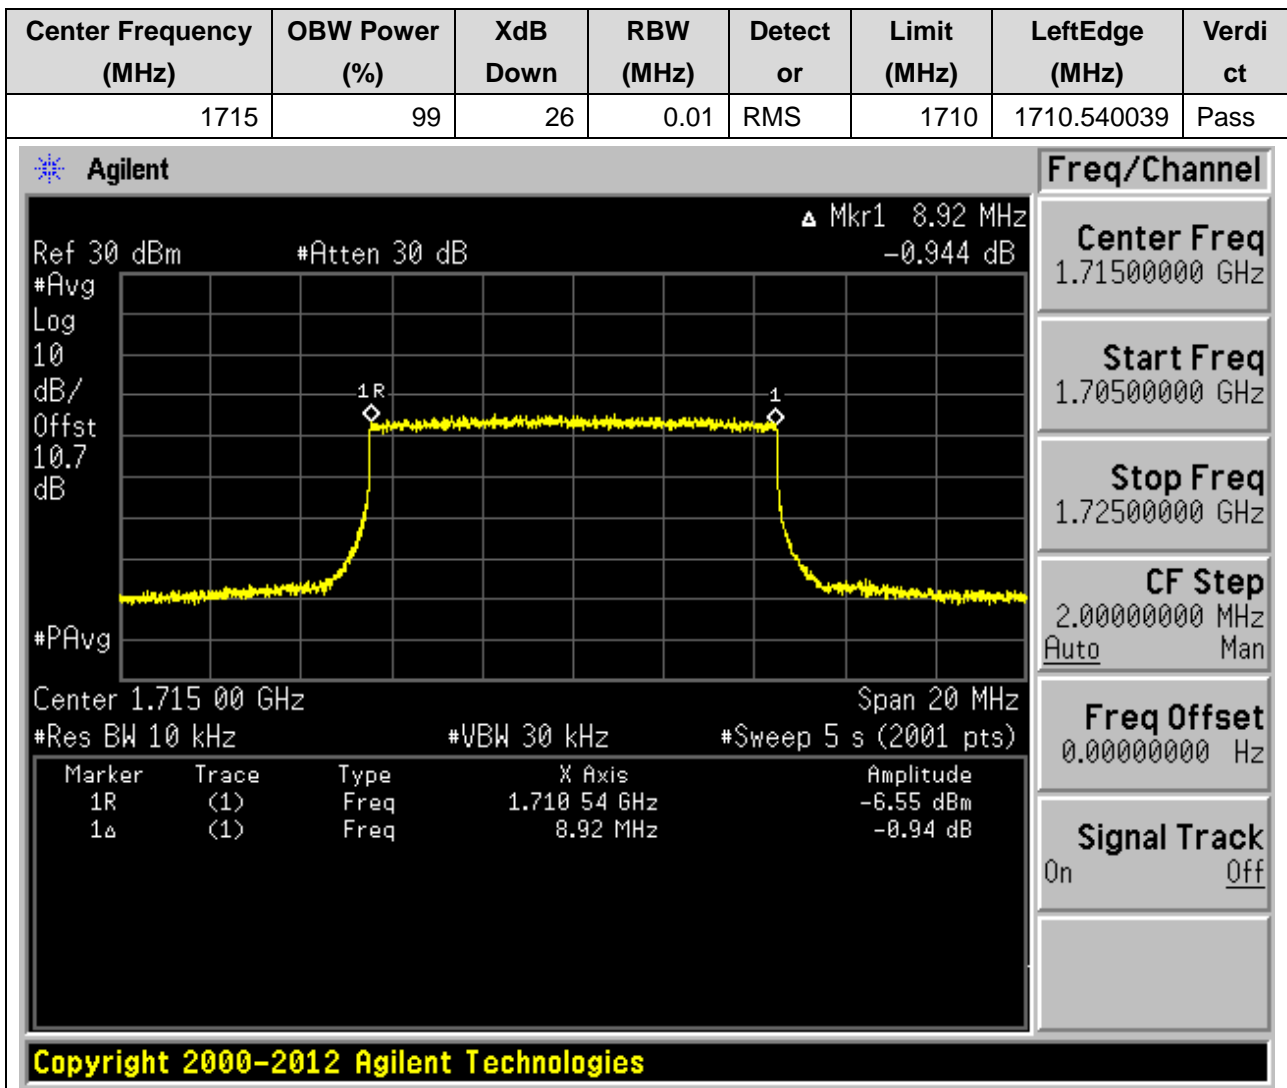 Center Frequency OBW Power XdB RBW Detect Limit LeftEdge Verdi
(MHz) (%) Down (MHz) or (MHz) (MHz) ct
1715 99 26 0.01 RMS 1710 1710.540039 Pass
Agilent
Freq/Channel
Δ Mkr1 8.92 MHz
Ref 30 dBm #Atten 30 dB -0.944 dB
#Avg
Log
10
dB/
Offst
10.7
dB
#PAvg
1R
1
Center 1.715 00 GHz Span 20 MHz
#Res BW 10 kHz #VBW 30 kHz #Sweep 5 s (2001 pts)
Marker Trace Type X Axis Amplitude
1R (1) Freq 1.710 54 GHz -6.55 dBm
1Δ (1) Freq 8.92 MHz -0.94 dB
Center Freq
1.71500000 GHz
Start Freq
1.70500000 GHz
Stop Freq
1.72500000 GHz
CF Step
2.00000000 MHz
Auto Man
Freq Offset
0.00000000 Hz
Signal Track
On Off
Copyright 2000-2012 Agilent Technologies